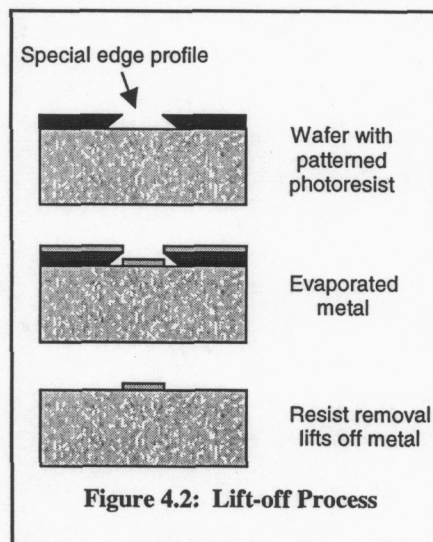 Special edge profile
Wafer with
patterned
photoresist
Evaporated
metal
Resist removal
lifts off metal
Figure 4.2: Lift-off Process